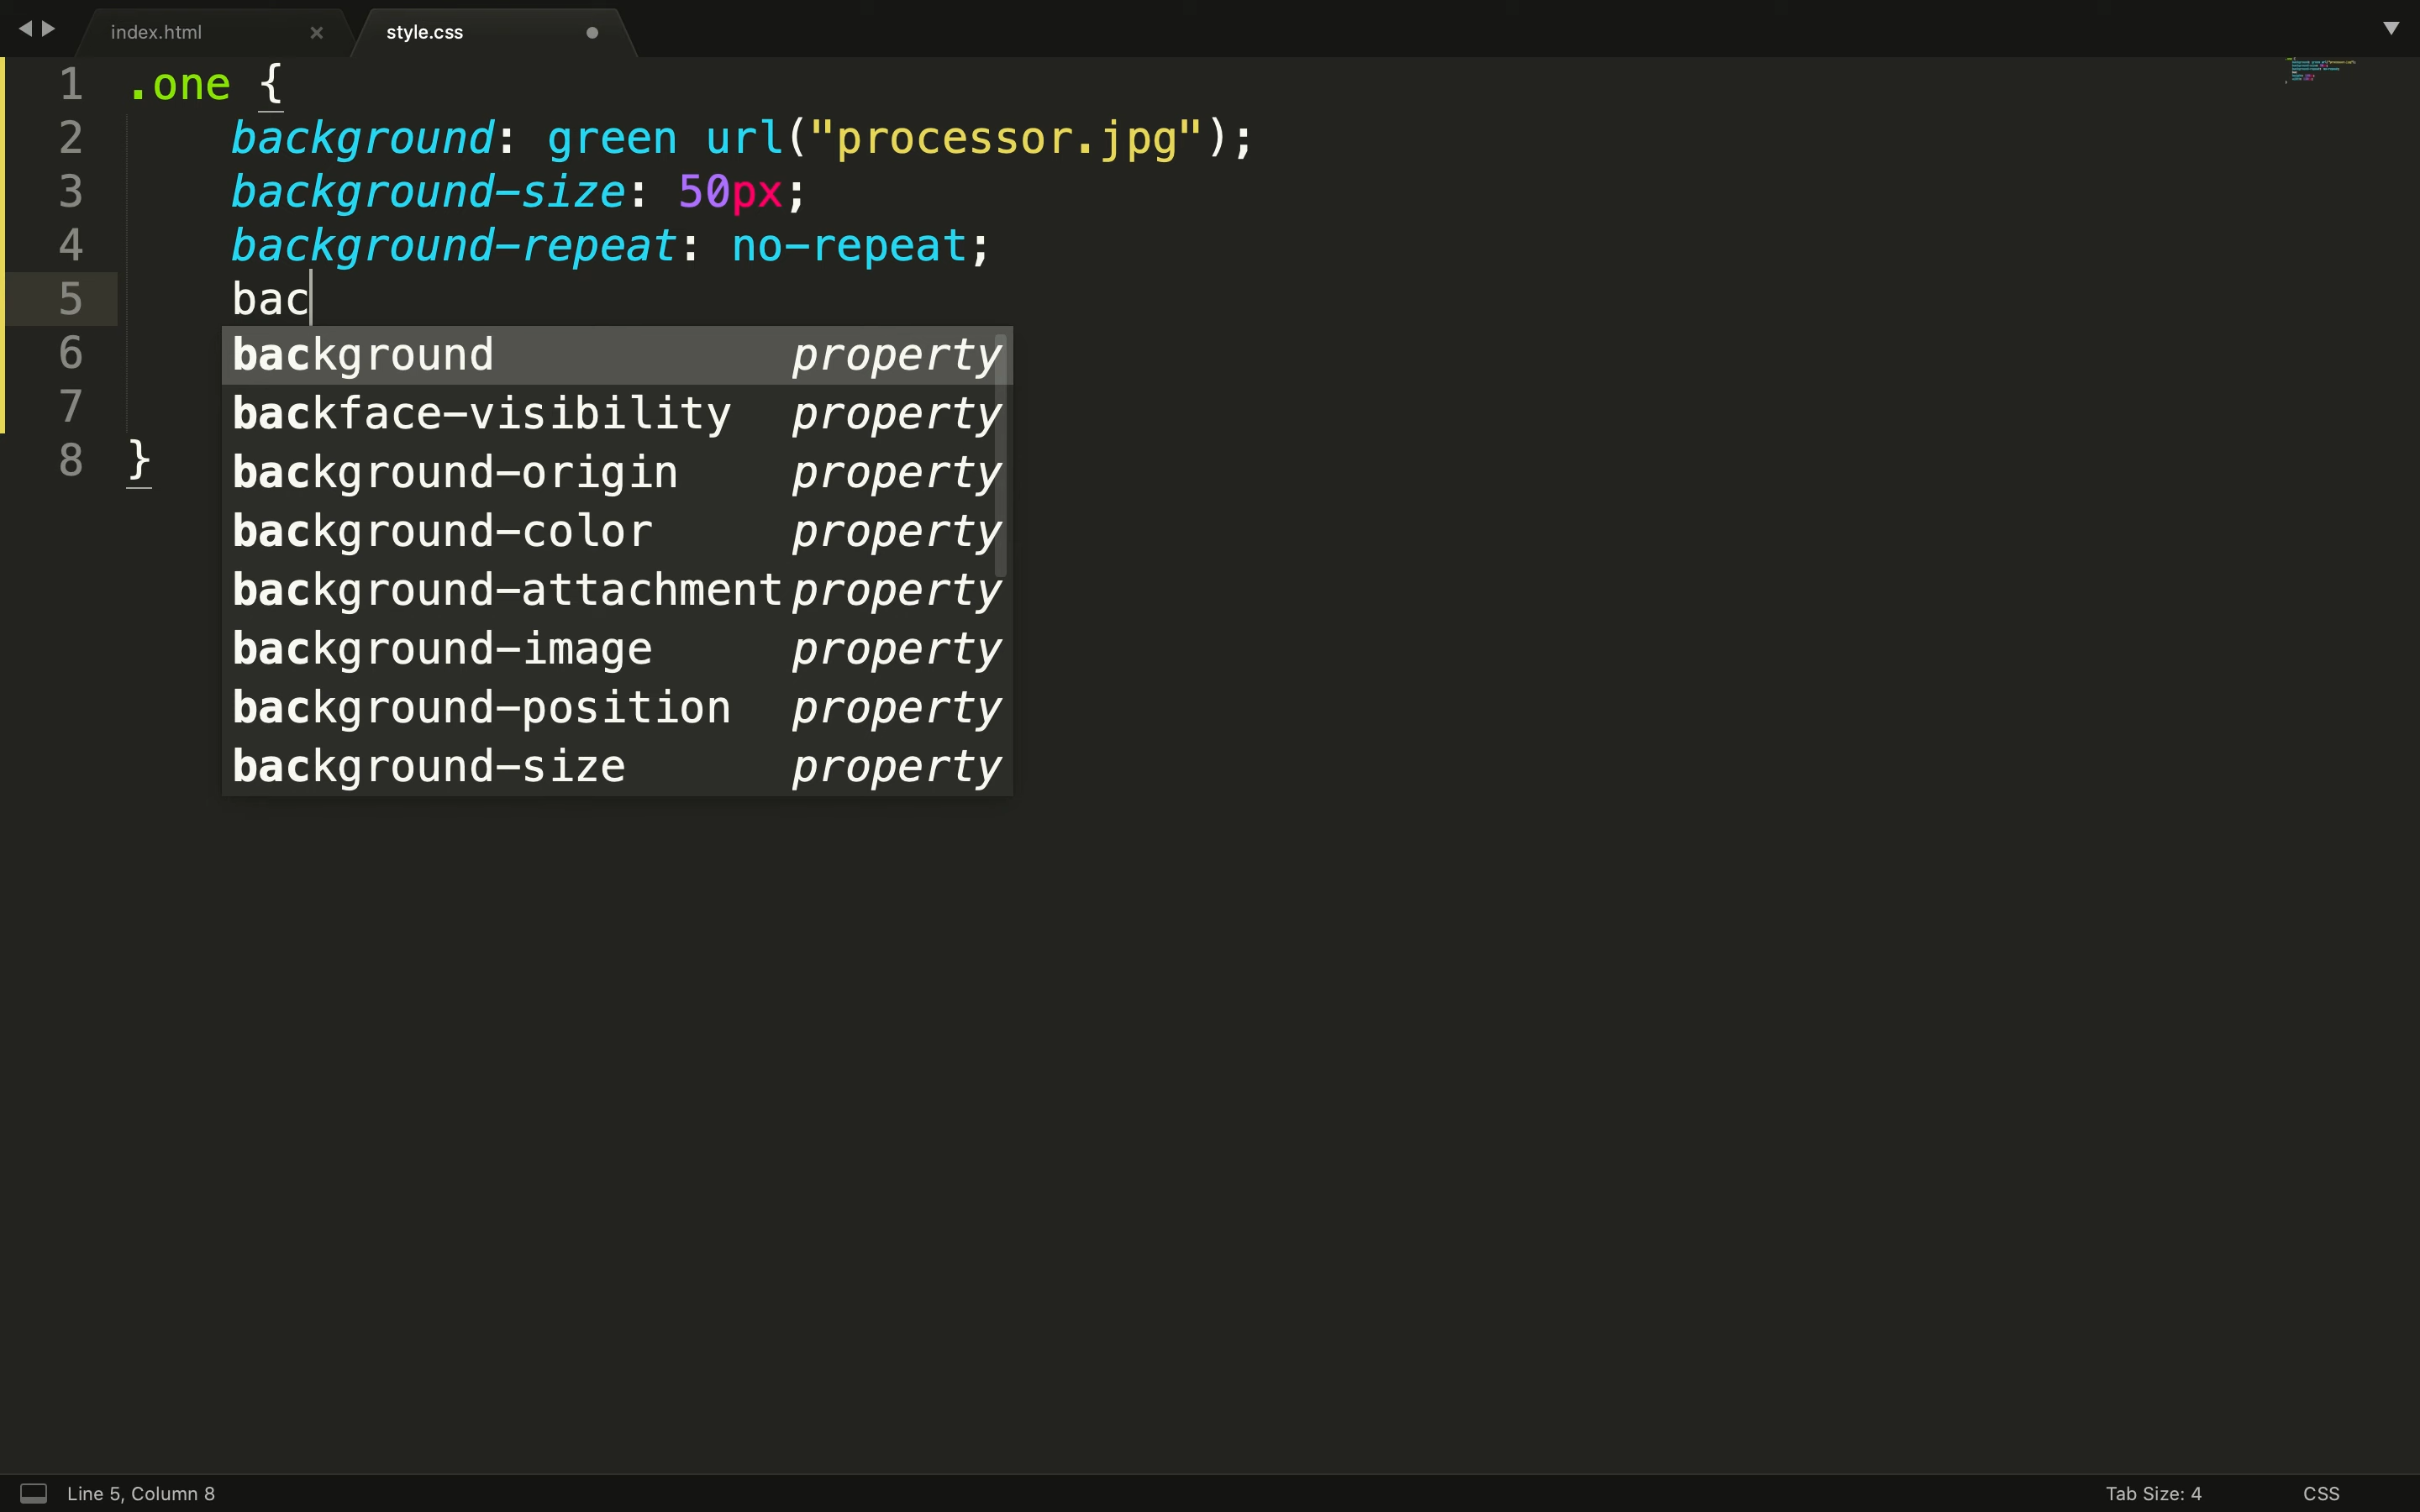 index.html
style.css
1 .one {
2 background: green url("processor.jpg");
3 background-size: 50px;
4 background-repeat: no-repeat;
5 bac
6
7
8 }
background property
backface-visibility property
background-origin property
background-color property
background-attachment property
background-image property
background-position property
background-size property
Line 5, Column 8
Tab Size: 4
CSS